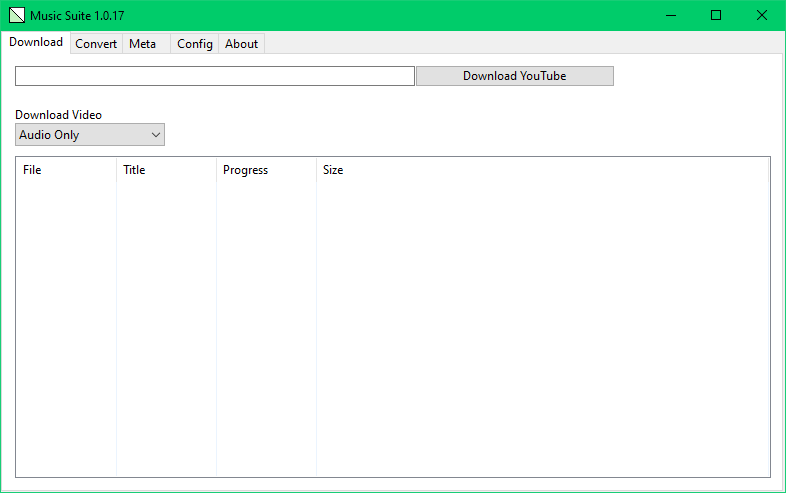 Music Suite 1.0.17
Download Convert Meta Config About
Download YouTube
Download Video
Audio Only
File Title Progress Size